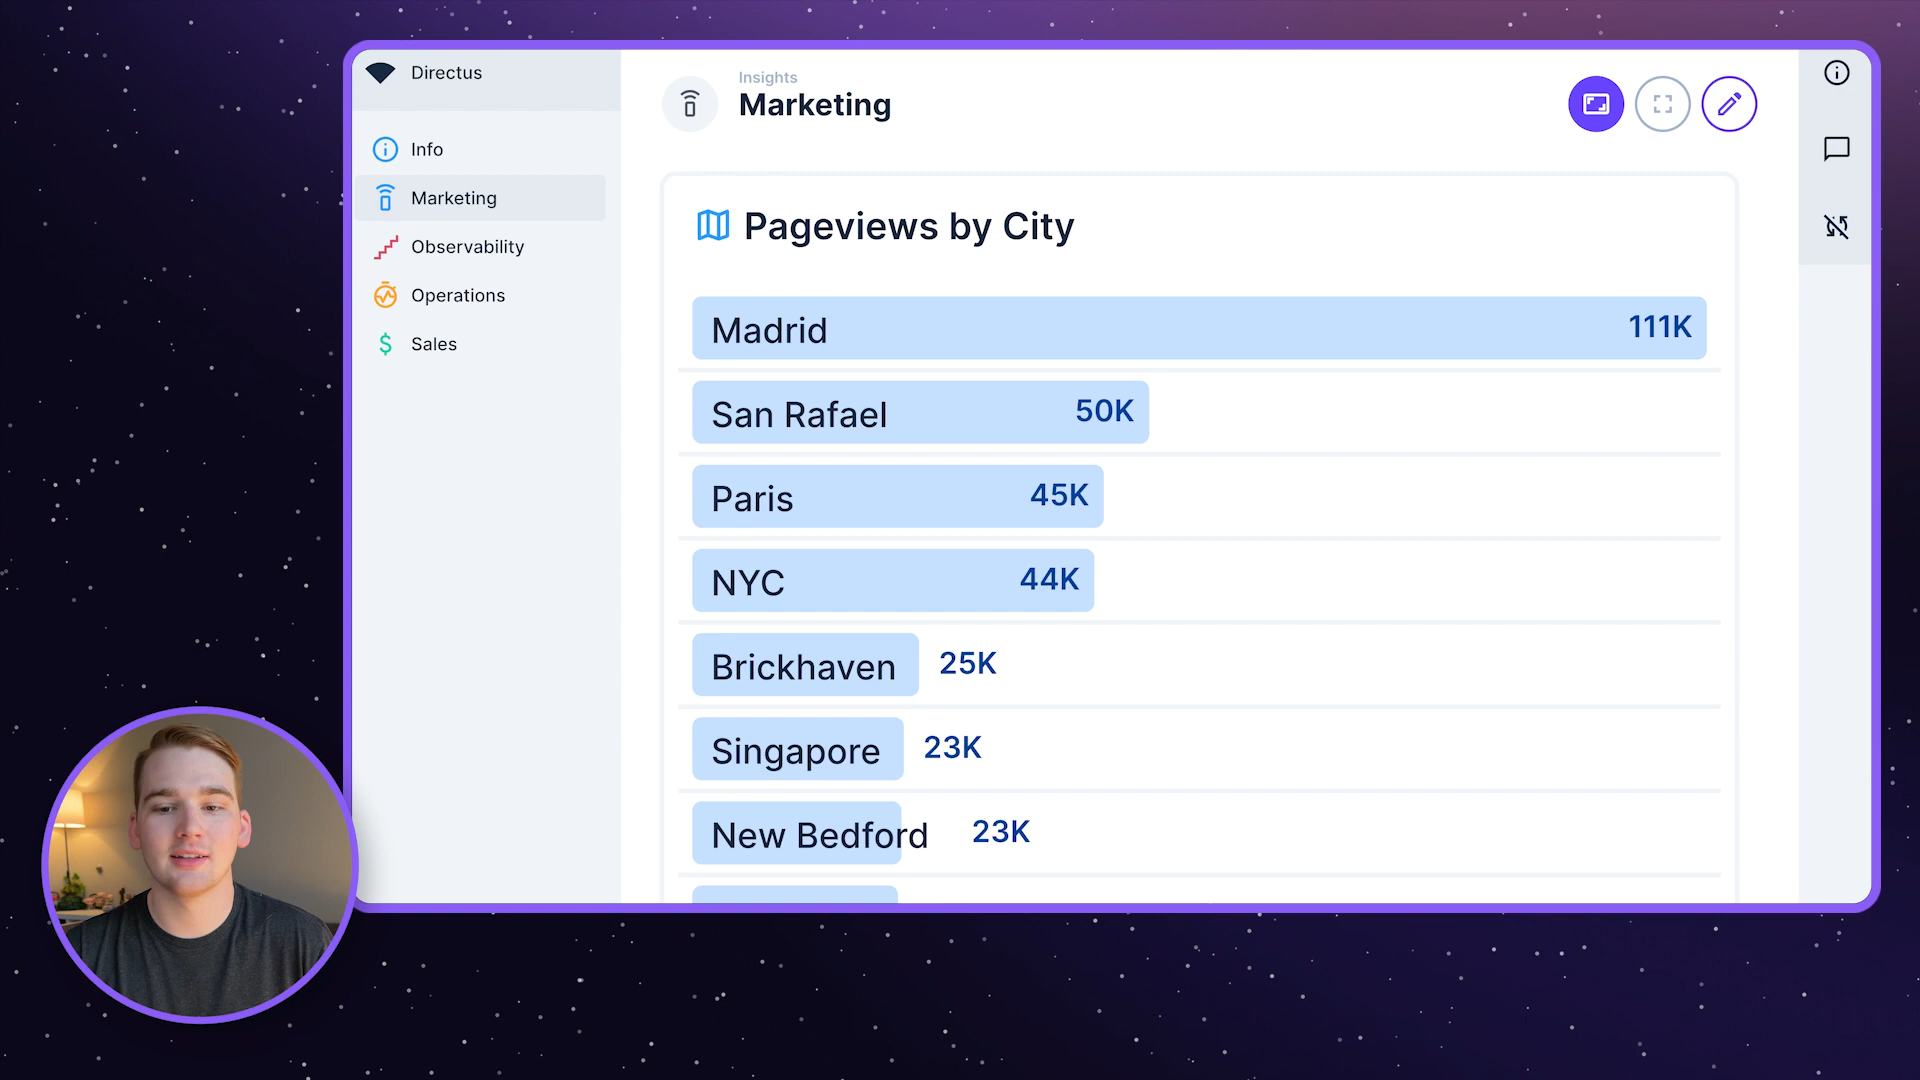 Directus
Info
Marketing
Observability
Operations
Sales
Insights
Marketing
Pageviews by City
Madrid 111K
San Rafael 50K
Paris 45K
NYC 44K
Brickhaven 25K
Singapore 23K
New Bedford 23K